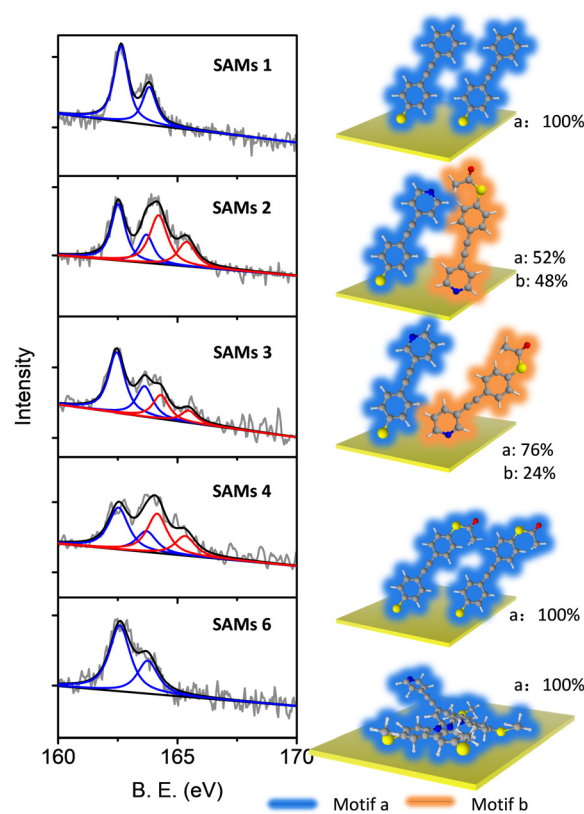 SAMs 1
a: 100%
SAMs 2
a: 52%
b: 48%
SAMs 3
a: 76%
b: 24%
SAMs 4
a: 100%
SAMs 6
a: 100%
Intensity
160 165 170
B. E. (eV)
Motif a Motif b